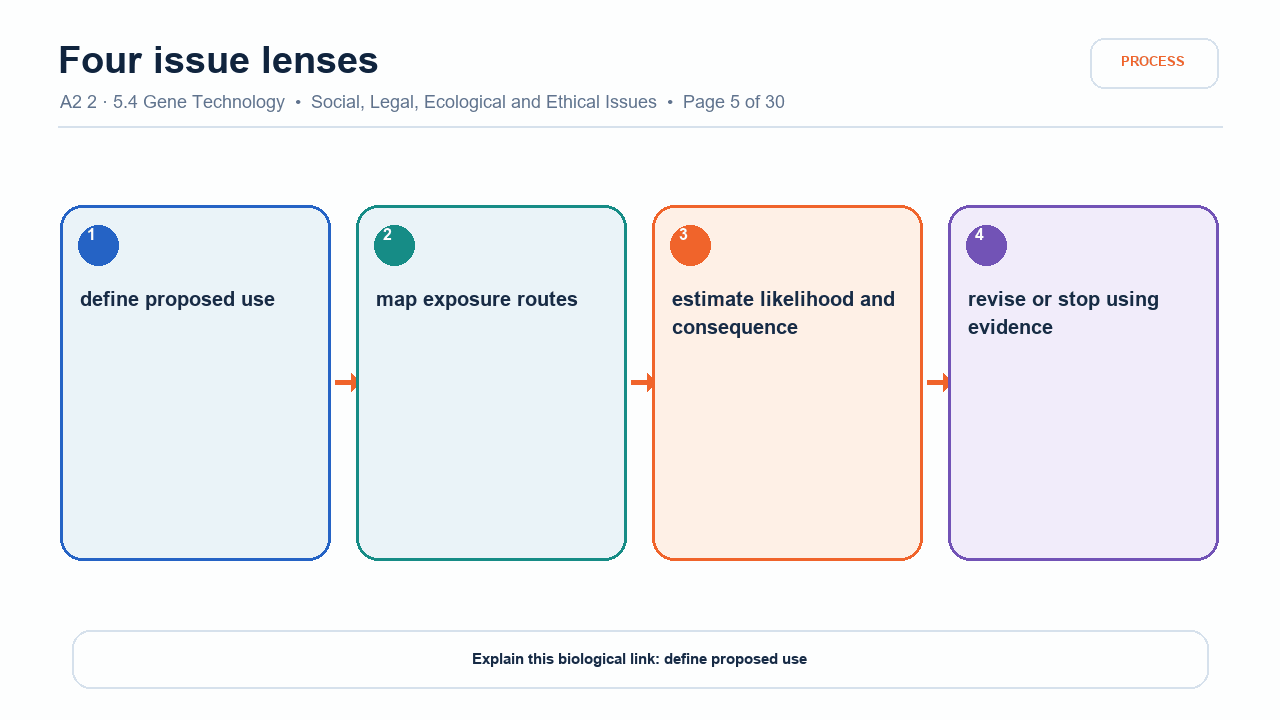 Four issue lenses
PROCESS
A2 2 · 5.4 Gene Technology • Social, Legal, Ecological and Ethical Issues • Page 5 of 30
1
define proposed use
2
map exposure routes
3
estimate likelihood and
consequence
4
revise or stop using
evidence
Explain this biological link: define proposed use